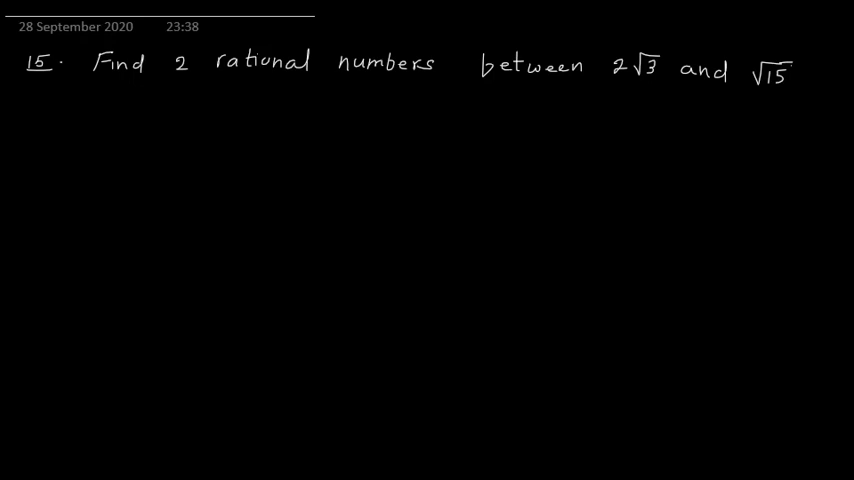 28 September 2020 23:38
15. Find 2 rational numbers between 2√3 and √15